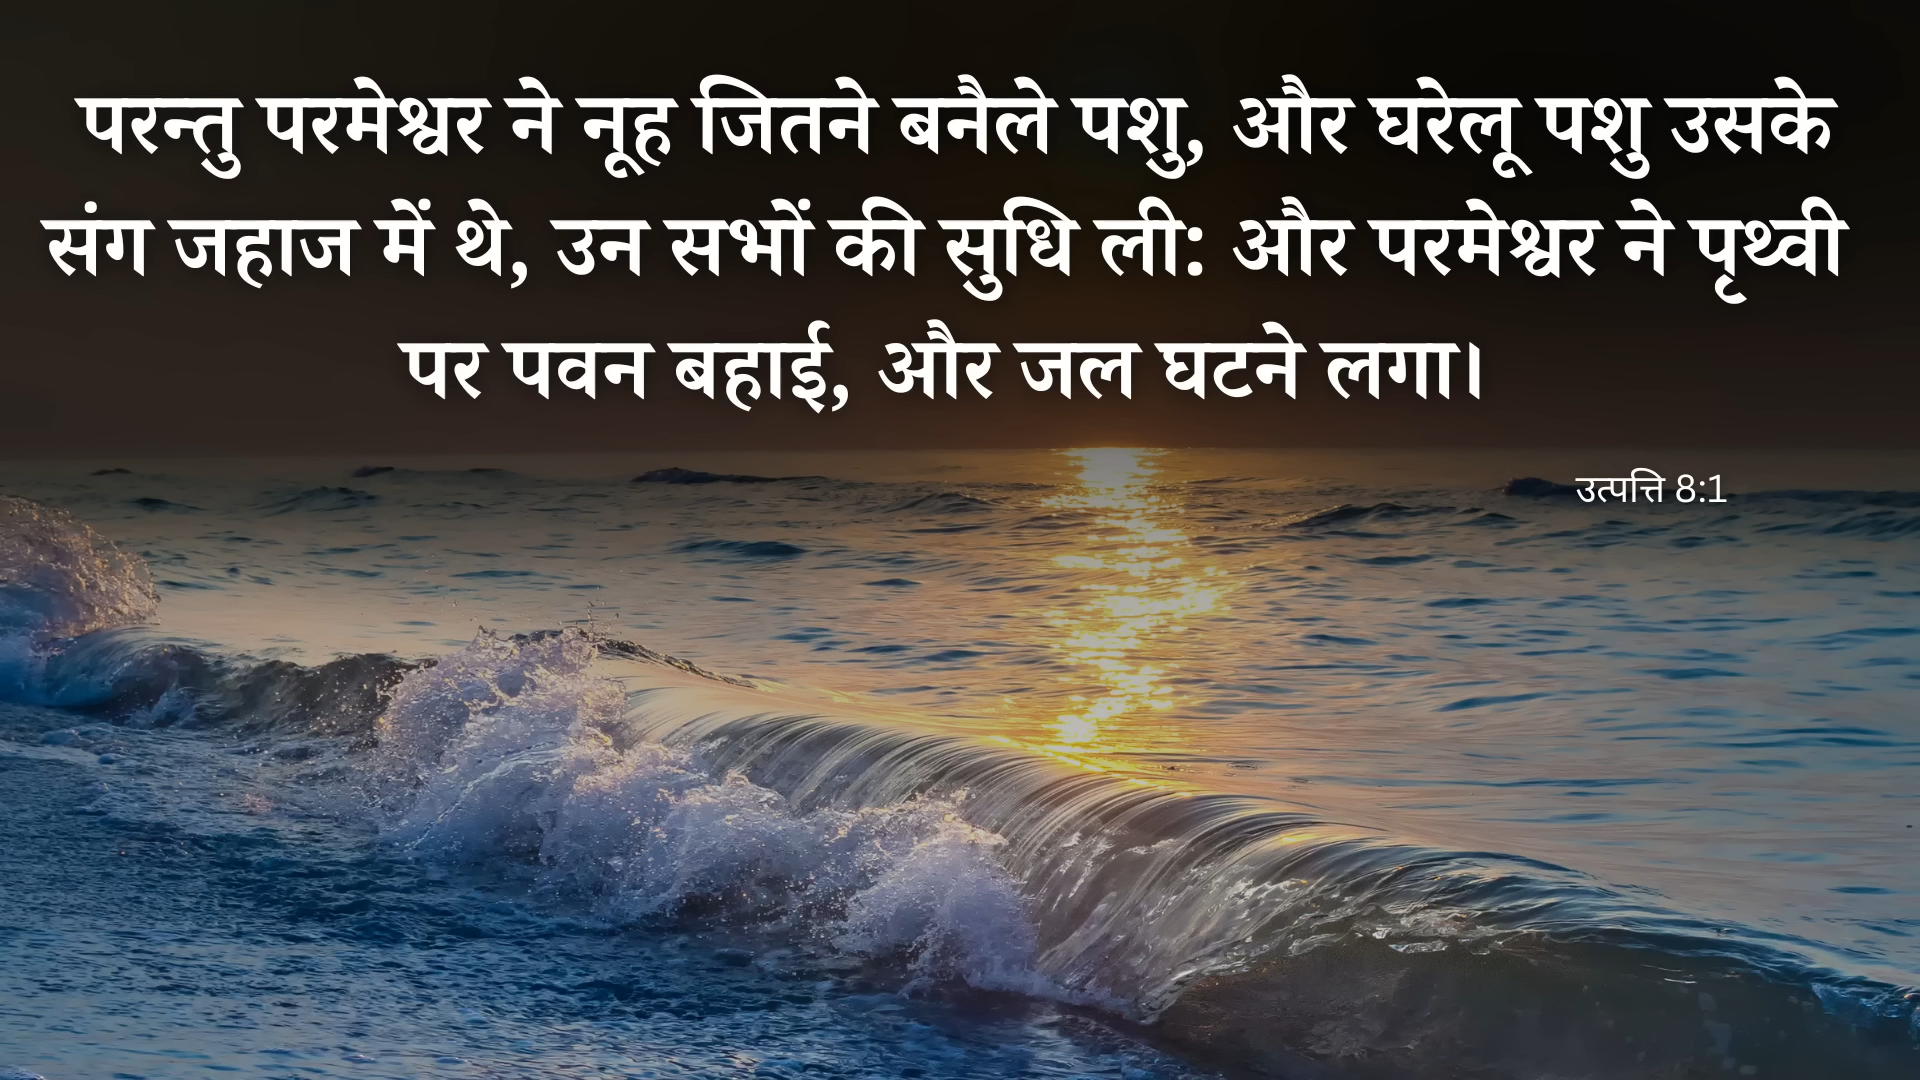 परन्तु परमेश्वर ने नूह जितने बनैले पशु, और घरेलू पशु उसके
संग जहाज में थे, उन सभों की सुधि ली: और परमेश्वर ने पृथ्वी
पर पवन बहाई, और जल घटने लगा।
उत्पत्ति 8:1